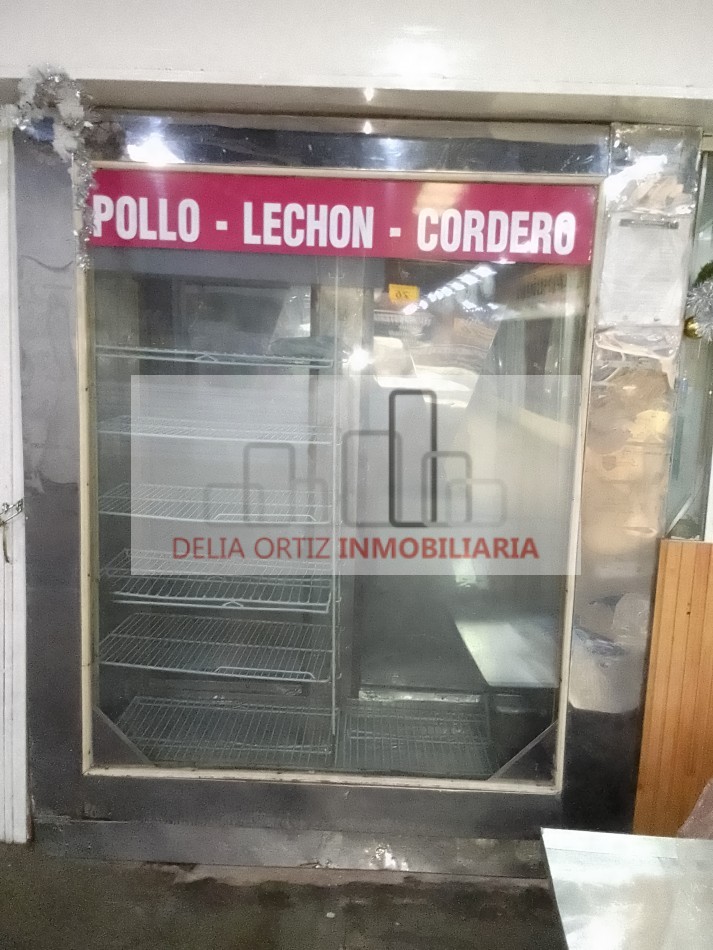 POLLO - LECHON - CORDERO
DELIA ORTIZ INMOBILIARIA